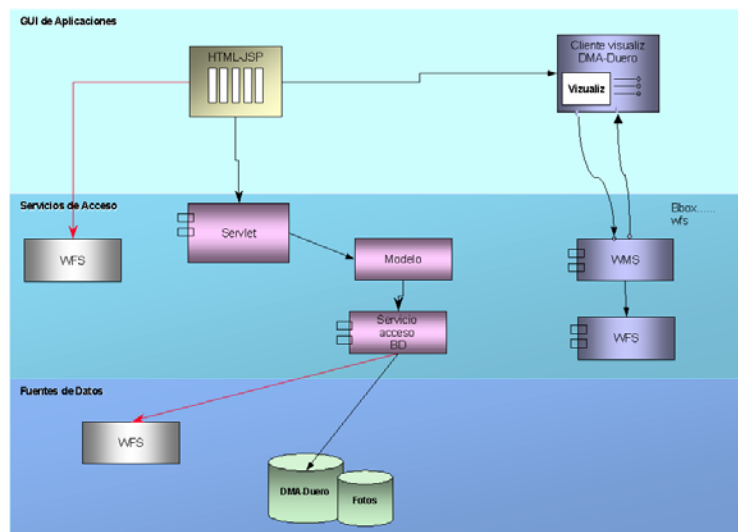 GUI de Aplicaciones
HTML-JSP
Cliente visualiz
DMA-Duero
Vizualiz
Servicios de Acceso
Bbox......
wfs
WFS
Servlet
Modelo
WMS
Servicio
acceso
BD
WFS
Fuentes de Datos
WFS
DMA-Duero
Fotos